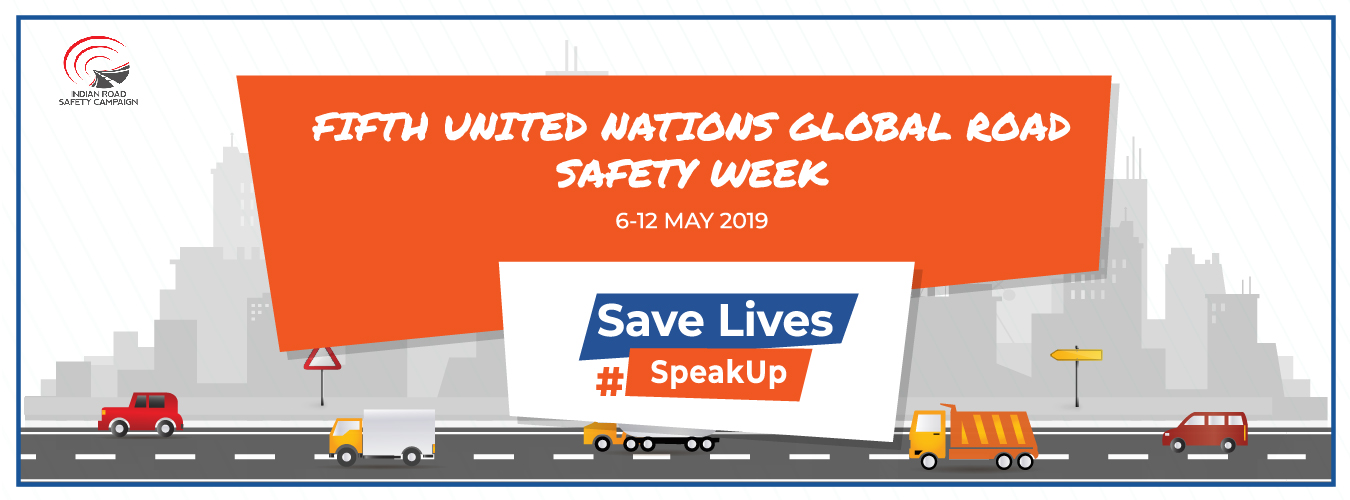 INDIAN ROAD
SAFETY CAMPAIGN
FIFTH UNITED NATIONS GLOBAL ROAD
SAFETY WEEK
6-12 MAY 2019
Save Lives
#SpeakUp